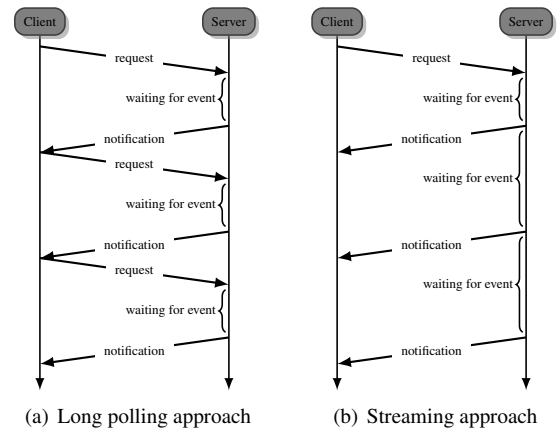 Client
Server
request
waiting for event
notification
request
waiting for event
notification
request
waiting for event
notification
(a) Long polling approach
Client
Server
request
waiting for event
notification
waiting for event
notification
waiting for event
notification
(b) Streaming approach